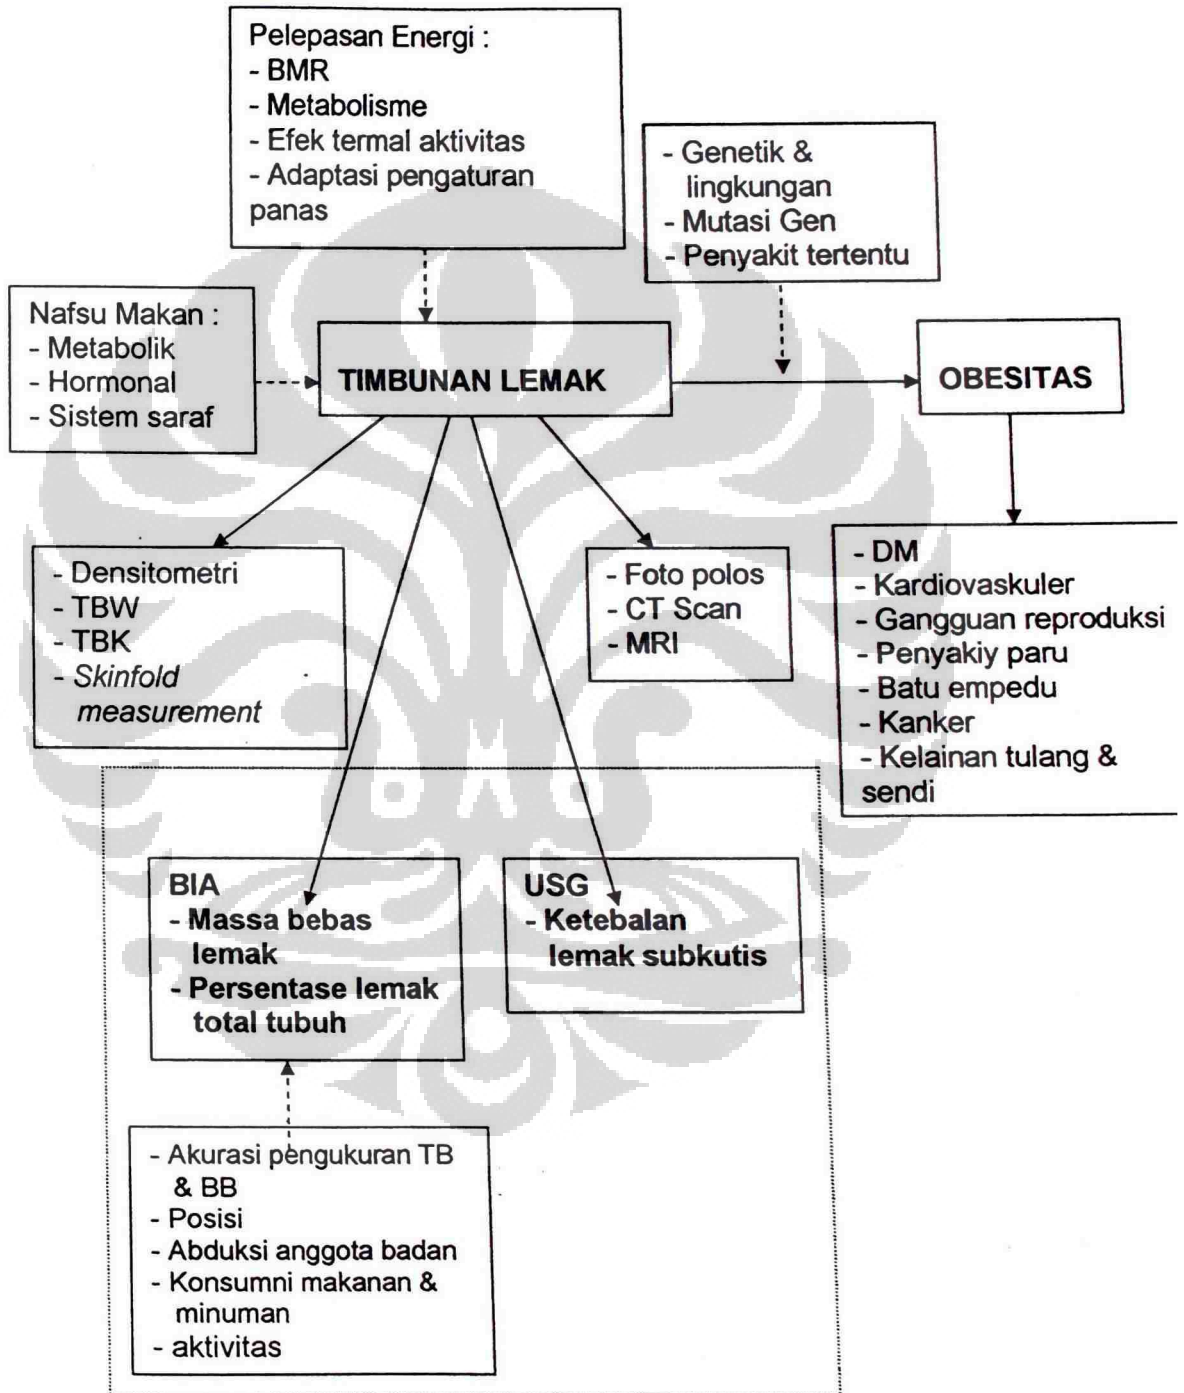 Pelepasan Energi :
- BMR
- Metabolisme
- Efek termal aktivitas
- Adaptasi pengaturan
panas
- Genetik &
lingkungan
- Mutasi Gen
- Penyakit tertentu
Nafsu Makan :
- Metabolik
- Hormonal
- Sistem saraf
TIMBUNAN LEMAK
OBESITAS
- Densitometri
- TBW
- TBK
- Skinfold
measurement
- Foto polos
- CT Scan
- MRI
- DM
- Kardiovaskuler
- Gangguan reproduksi
- Penyakiy paru
- Batu empedu
- Kanker
- Kelainan tulang &
sendi
BIA
- Massa bebas
lemak
- Persentase lemak
total tubuh
USG
- Ketebalan
lemak subkutis
- Akurasi pengukuran TB
& BB
- Posisi
- Abduksi anggota badan
- Konsumni makanan &
minuman
- aktivitas